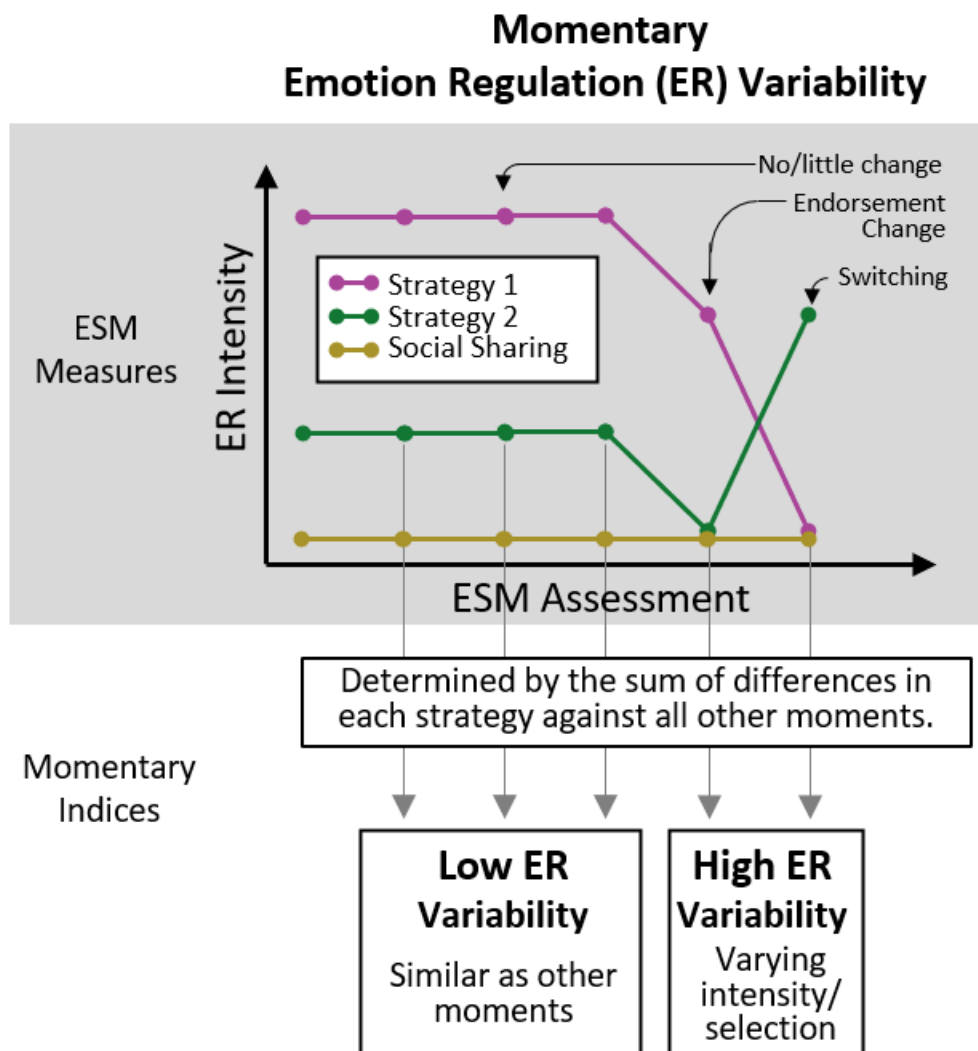 Momentary
Emotion Regulation (ER) Variability
No/little change
Endorsement
Change
Switching
ESM
Measures
ER Intensity
Strategy 1
Strategy 2
Social Sharing
ESM Assessment
Determined by the sum of differences in
each strategy against all other moments.
Momentary
Indices
Low ER
Variability
Similar as other
moments
High ER
Variability
Varying
intensity/
selection